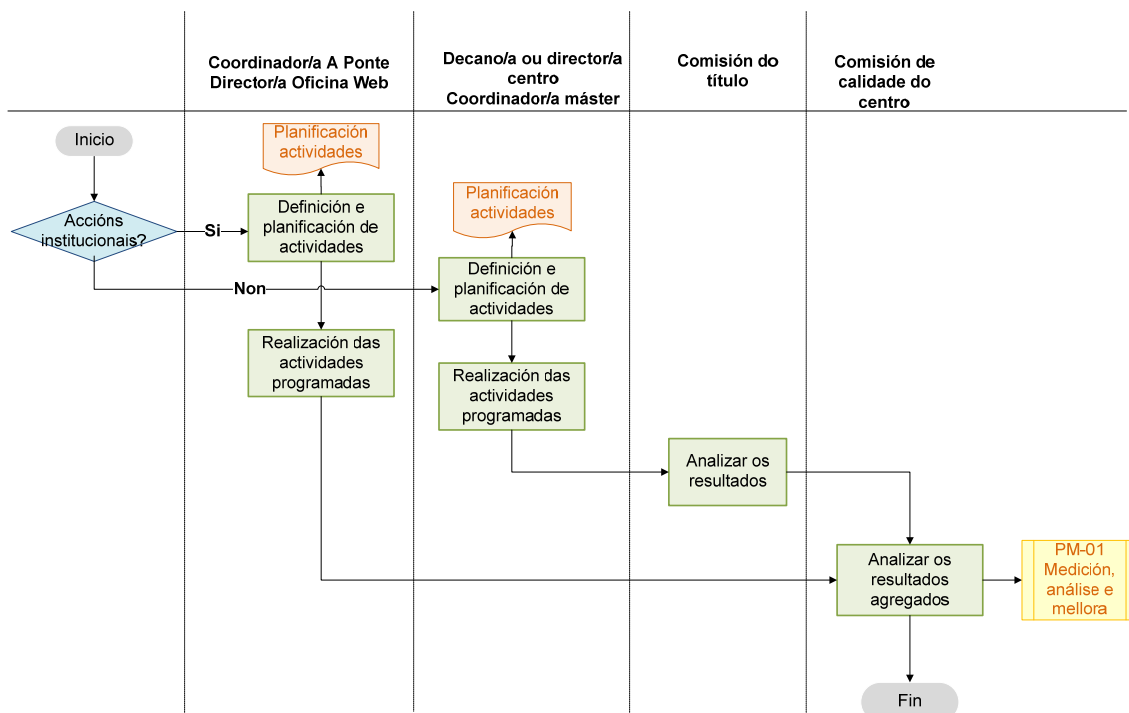 Coordinador/a A Ponte
Director/a Oficina Web
Decano/a ou director/a
centro
Coordinador/a máster
Comisión do
título
Comisión de
calidade do
centro
Inicio
Planificación
actividades
Accións
institucionais?
Si
Definición e
planificación de
actividades
Planificación
actividades
Non
Definición e
planificación de
actividades
Realización das
actividades
programadas
Realización das
actividades
programadas
Analizar os
resultados
Analizar os
resultados
agregados
PM-01
Medición,
análise e
mellora
Fin